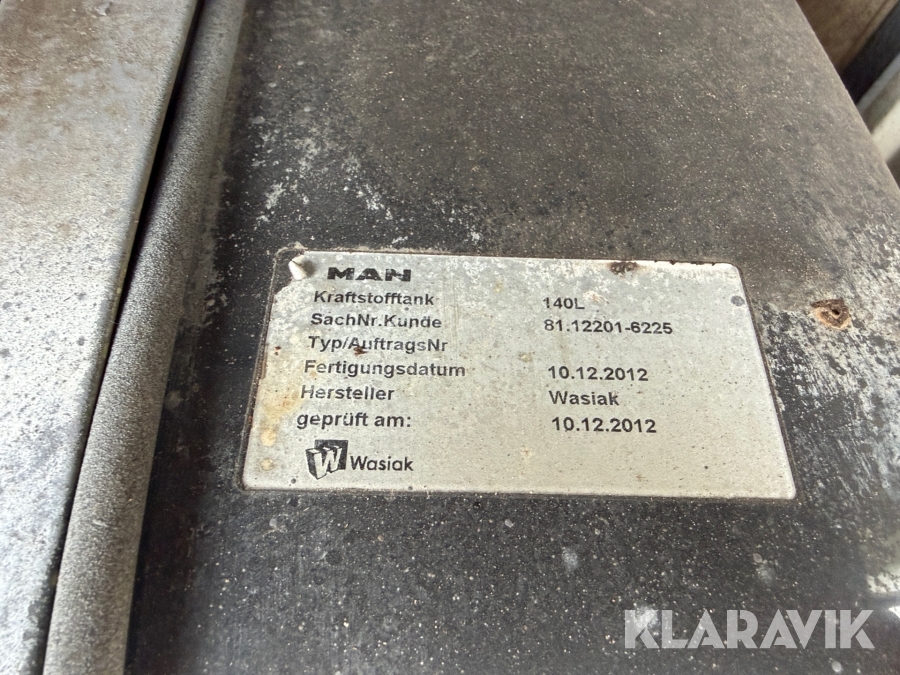 MAN
Kraftstofftank 140L
SachNr.Kunde 81.12201-6225
Typ/AuftragsNr
Fertigungsdatum 10.12.2012
Hersteller Wasiak
geprüft am: 10.12.2012
W Wasiak
KLARAVIK